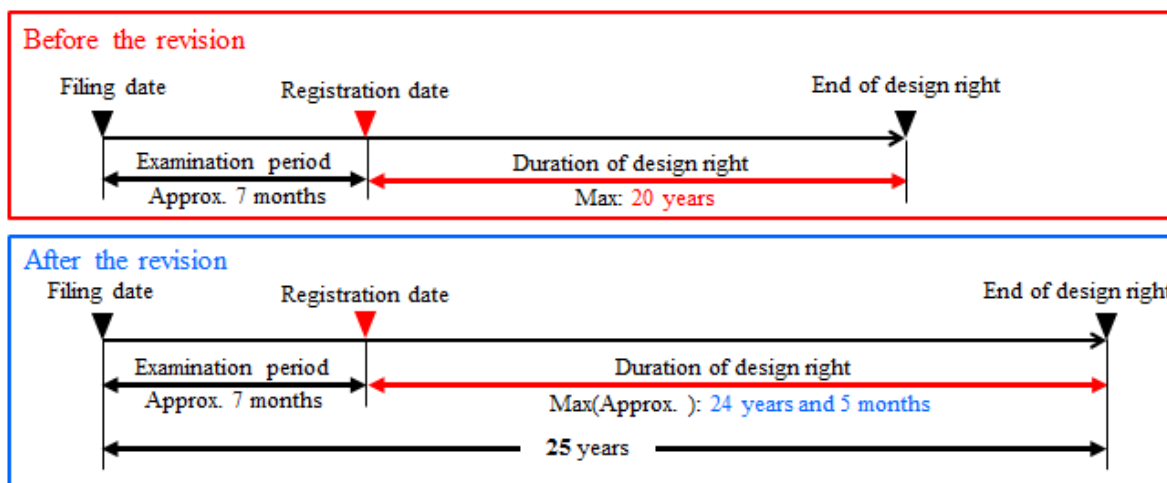 Before the revision
Filing date
Registration date
End of design right
Examination period
Duration of design right
Approx. 7 months
Max: 20 years
After the revision
Filing date
Registration date
End of design right
Examination period
Duration of design right
Approx. 7 months
Max(Approx. ): 24 years and 5 months
25 years